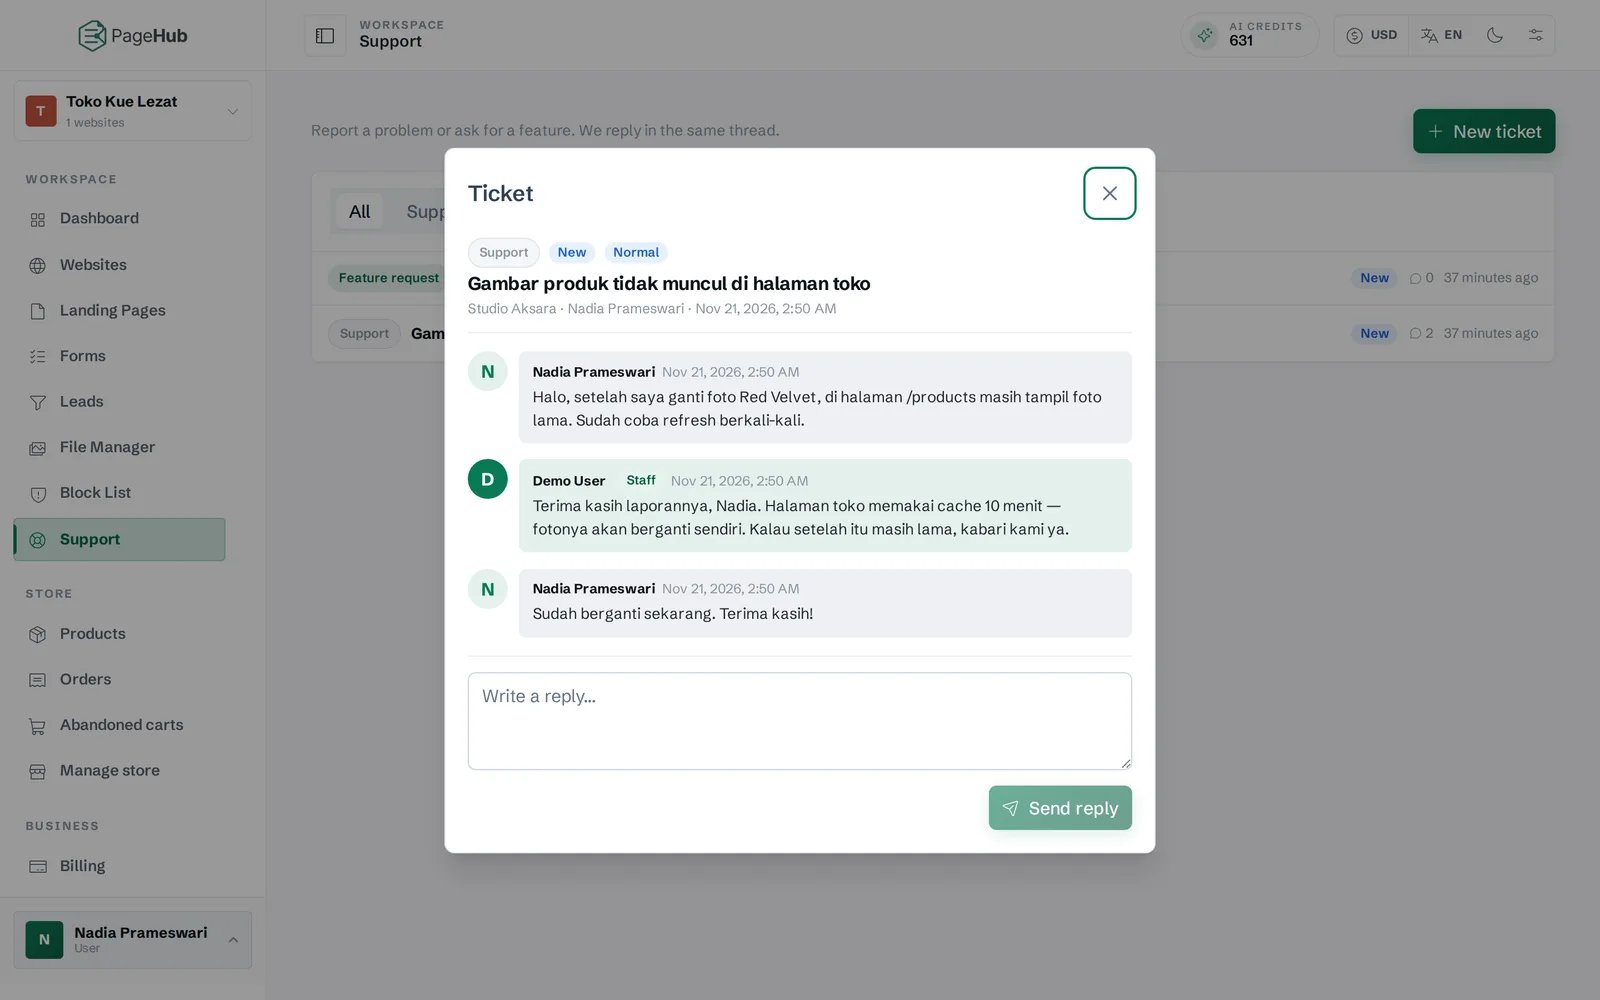 PageHub
WORKSPACE
Support
AI CREDITS
631
USD
EN
T
Toko Kue Lezat
1 websites
WORKSPACE
Dashboard
Websites
Landing Pages
Forms
Leads
File Manager
Block List
Support
STORE
Products
Orders
Abandoned carts
Manage store
BUSINESS
Billing
N
Nadia Prameswari
User
Report a problem or ask for a feature. We reply in the same thread.
New ticket
All
Supp
Feature request
New
0
37 minutes ago
Support
Gam
New
2
37 minutes ago
Ticket
Support
New
Normal
Gambar produk tidak muncul di halaman toko
Studio Aksara · Nadia Prameswari · Nov 21, 2026, 2:50 AM
N
Nadia Prameswari Nov 21, 2026, 2:50 AM
Halo, setelah saya ganti foto Red Velvet, di halaman /products masih tampil foto
lama. Sudah coba refresh berkali-kali.
D
Demo User Staff Nov 21, 2026, 2:50 AM
Terima kasih laporannya, Nadia. Halaman toko memakai cache 10 menit —
fotonya akan berganti sendiri. Kalau setelah itu masih lama, kabari kami ya.
N
Nadia Prameswari Nov 21, 2026, 2:50 AM
Sudah berganti sekarang. Terima kasih!
Write a reply...
Send reply